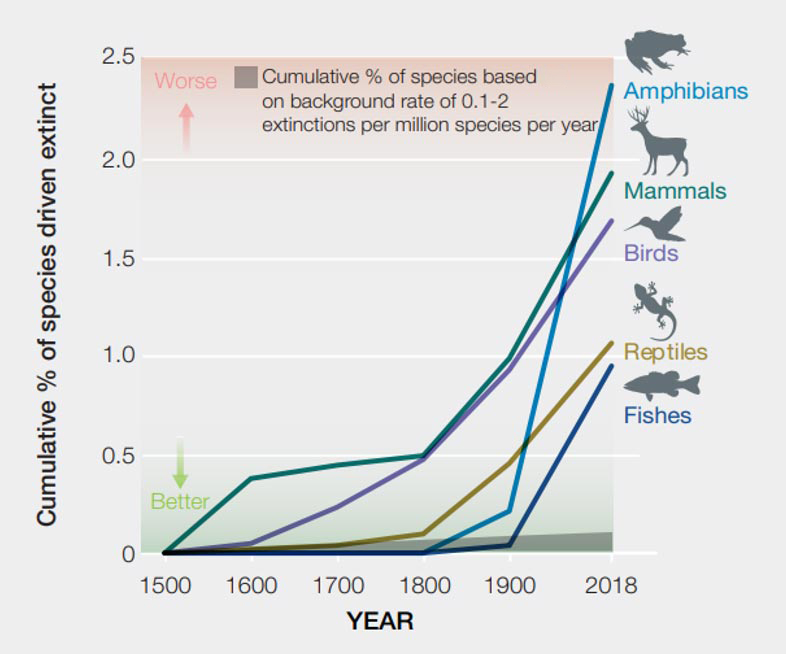 Cumulative % of species driven extinct
2.5
2.0
1.5
1.0
0.5
0
Worse
Cumulative % of species based
on background rate of 0.1-2
extinctions per million species per year
Better
Amphibians
Mammals
Birds
Reptiles
Fishes
1500 1600 1700 1800 1900 2018
YEAR